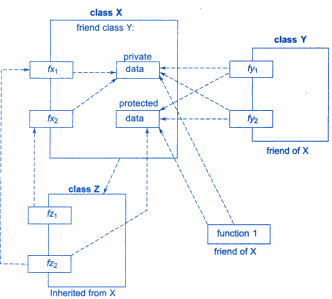 class X
friend class Y:
class Y
private
data
fx1
fy1
protected
data
fx2
fy2
friend of X
class Z
fz1
function 1
friend of X
fz2
Inherited from X